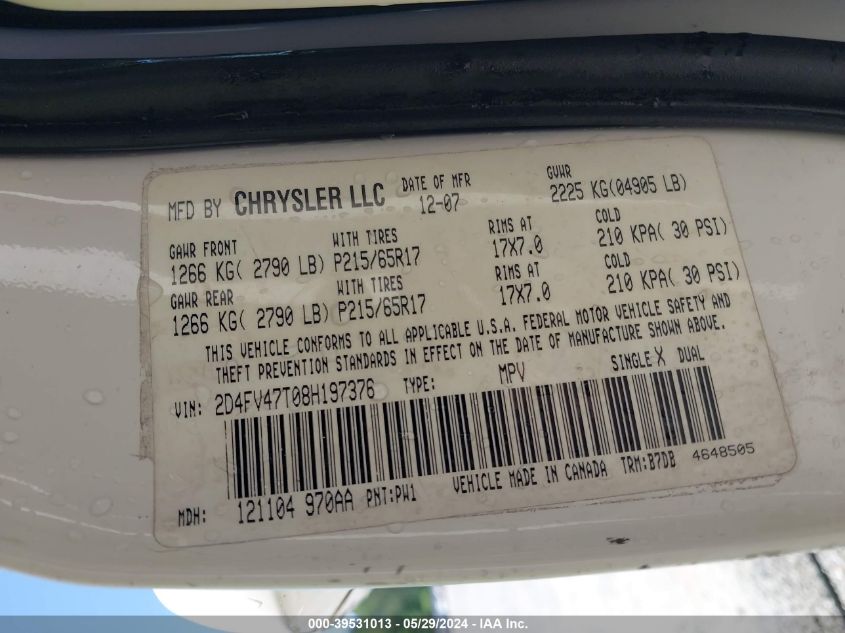 MFD BY CHRYSLER LLC DATE OF MFR 12-07 GVWR 2225 KG(04905 LB)
GAWR FRONT WITH TIRES RIMS AT COLD
1266 KG( 2790 LB) P215/65R17 17X7.0 210 KPA( 30 PSI)
GAWR REAR WITH TIRES RIMS AT COLD
1266 KG( 2790 LB) P215/65R17 17X7.0 210 KPA( 30 PSI)
THIS VEHICLE CONFORMS TO ALL APPLICABLE U.S.A. FEDERAL MOTOR VEHICLE SAFETY AND
THEFT PREVENTION STANDARDS IN EFFECT ON THE DATE OF MANUFACTURE SHOWN ABOVE.
VIN: 2D4FV47T08H197376 TYPE: MPV SINGLE X DUAL
MDH: 121104 970AA PNT:PW1 VEHICLE MADE IN CANADA TRM:B7DB 4648505
000-39531013 - 05/29/2024 - IAAI.com